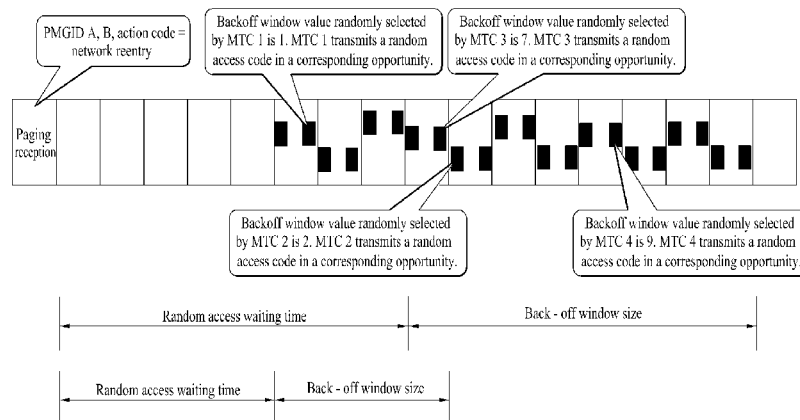 PMGID A, B, action code =
network reentry
Backoff window value randomly selected
by MTC 1 is 1. MTC 1 transmits a random
access code in a corresponding opportunity.
Backoff window value randomly selected
by MTC 3 is 7. MTC 3 transmits a random
access code in a corresponding opportunity.
Paging
reception
Backoff window value randomly selected
by MTC 2 is 2. MTC 2 transmits a random
access code in a corresponding opportunity.
Backoff window value randomly selected
by MTC 4 is 9. MTC 4 transmits a random
access code in a corresponding opportunity.
Random access waiting time
Back - off window size
Random access waiting time
Back - off window size